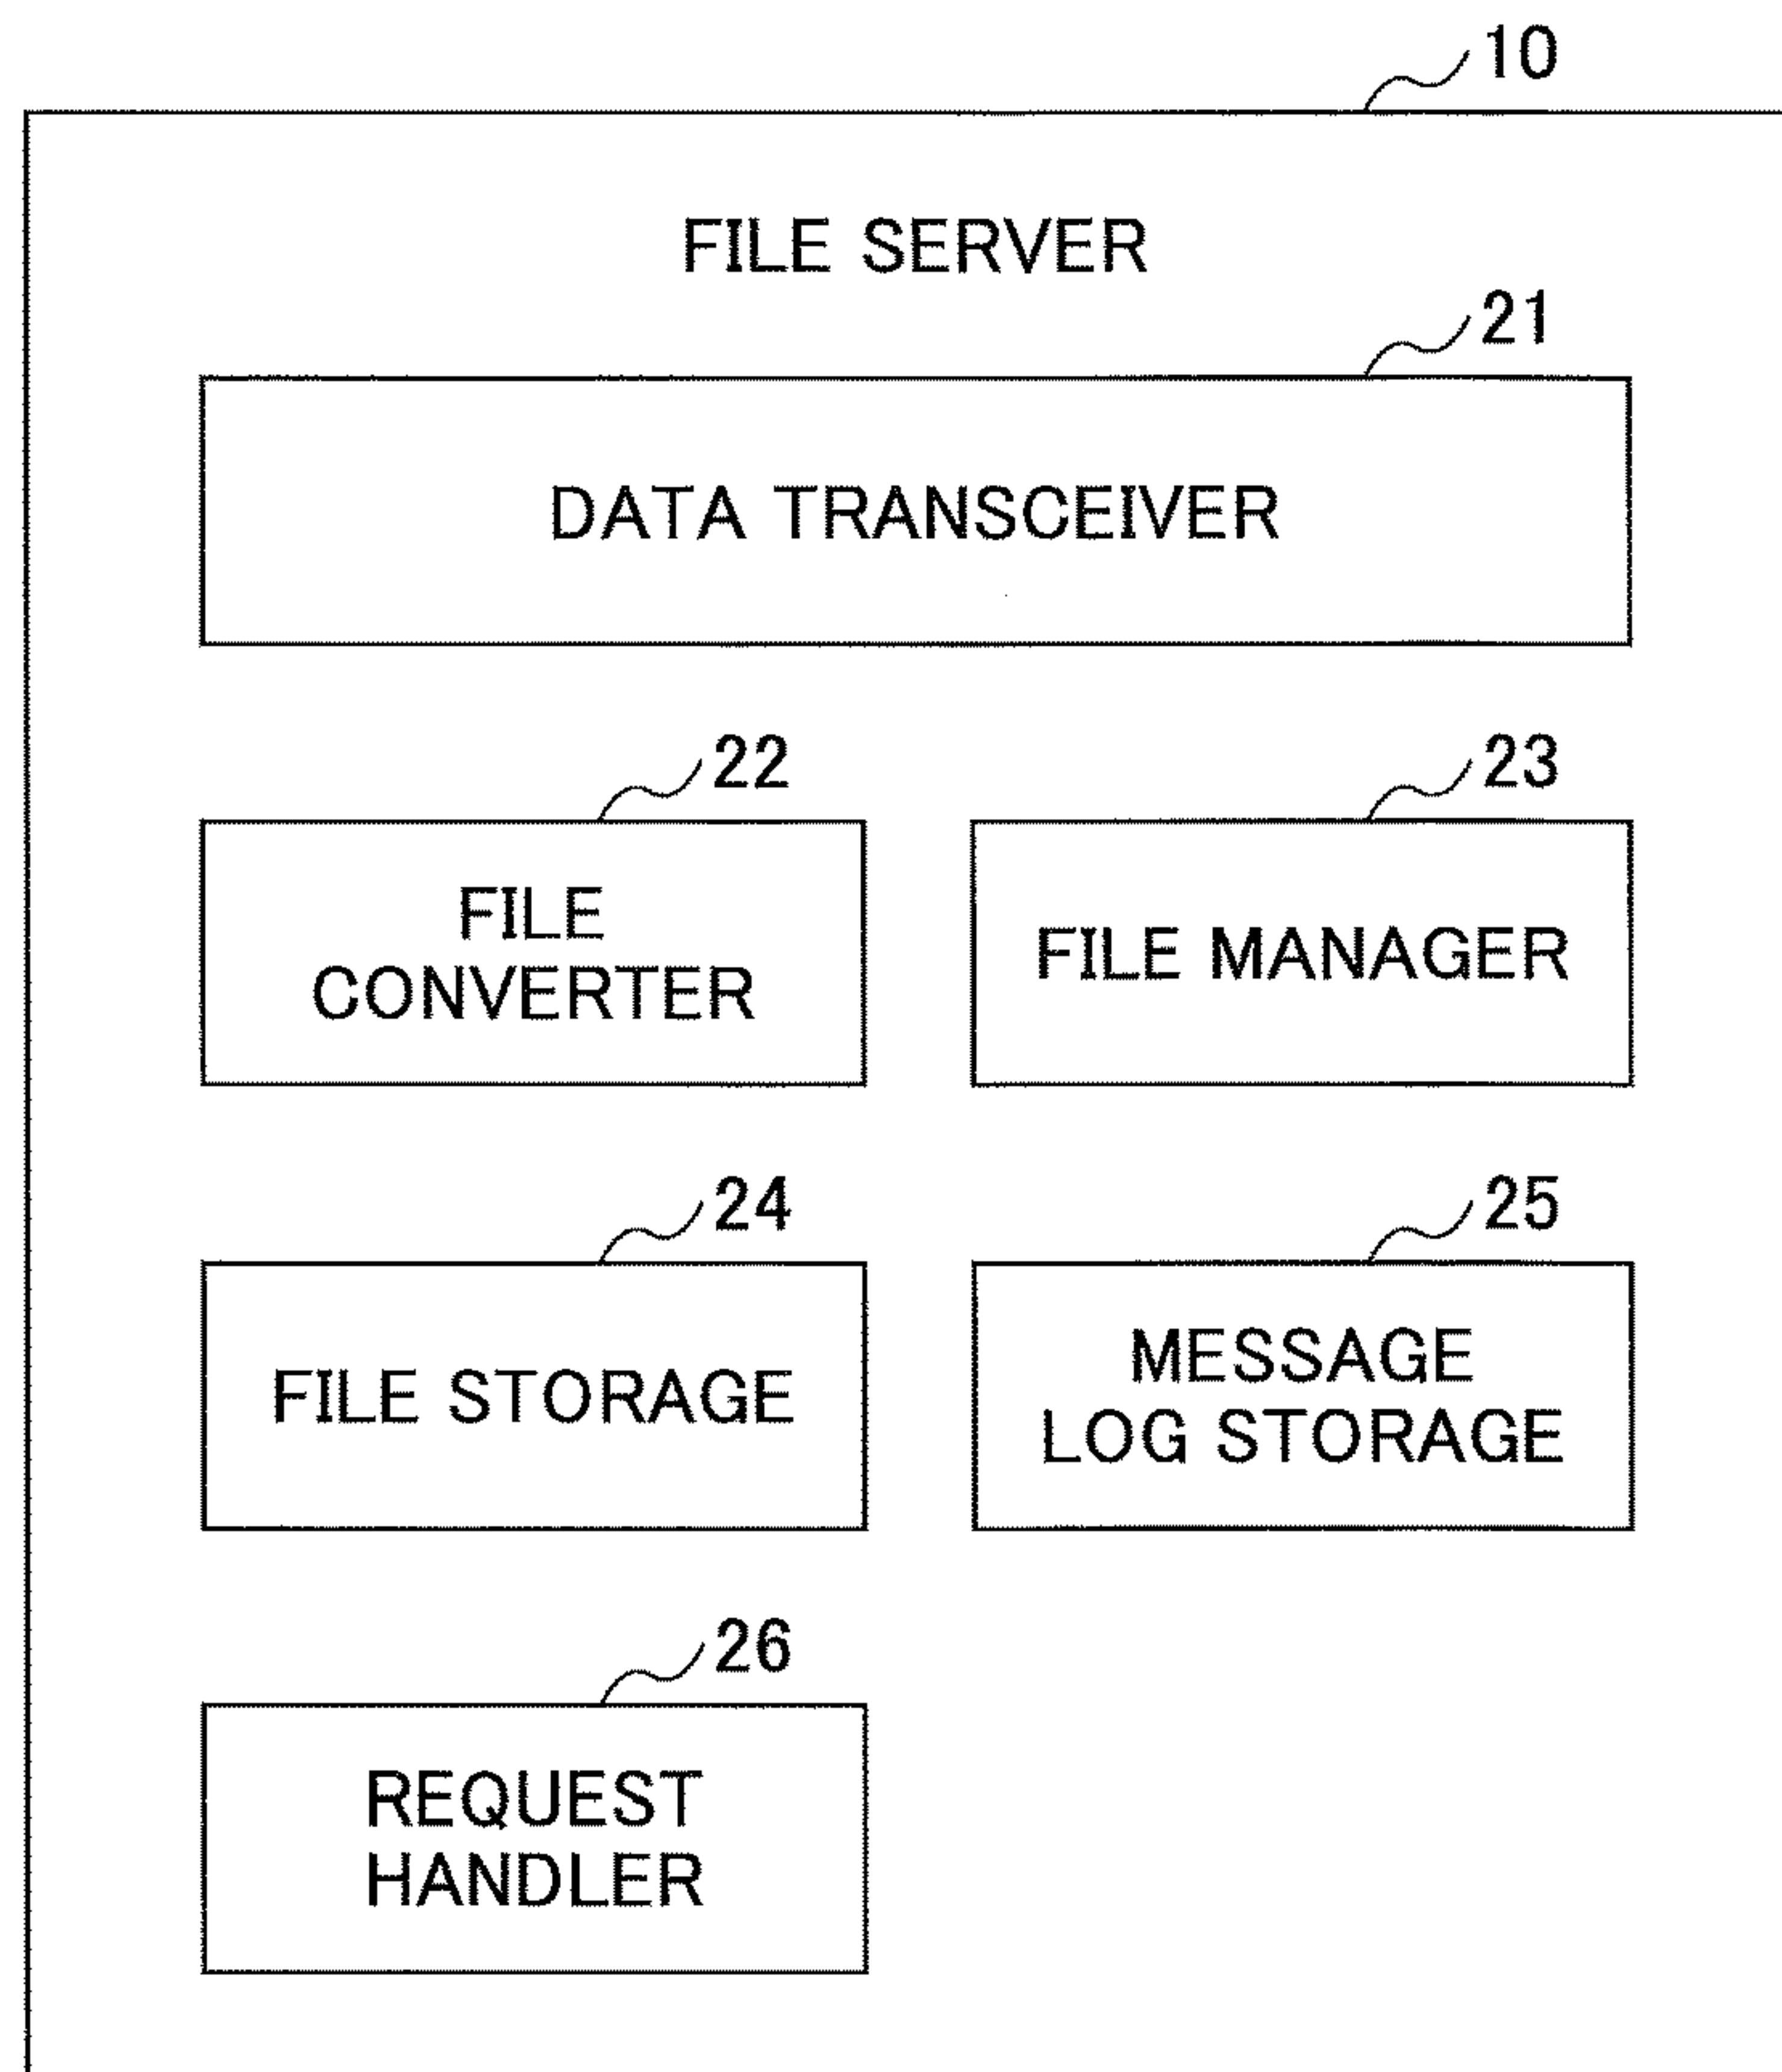 10
FILE SERVER
21
DATA TRANSCEIVER
22
FILE
CONVERTER
23
FILE MANAGER
24
FILE STORAGE
25
MESSAGE
LOG STORAGE
26
REQUEST
HANDLER